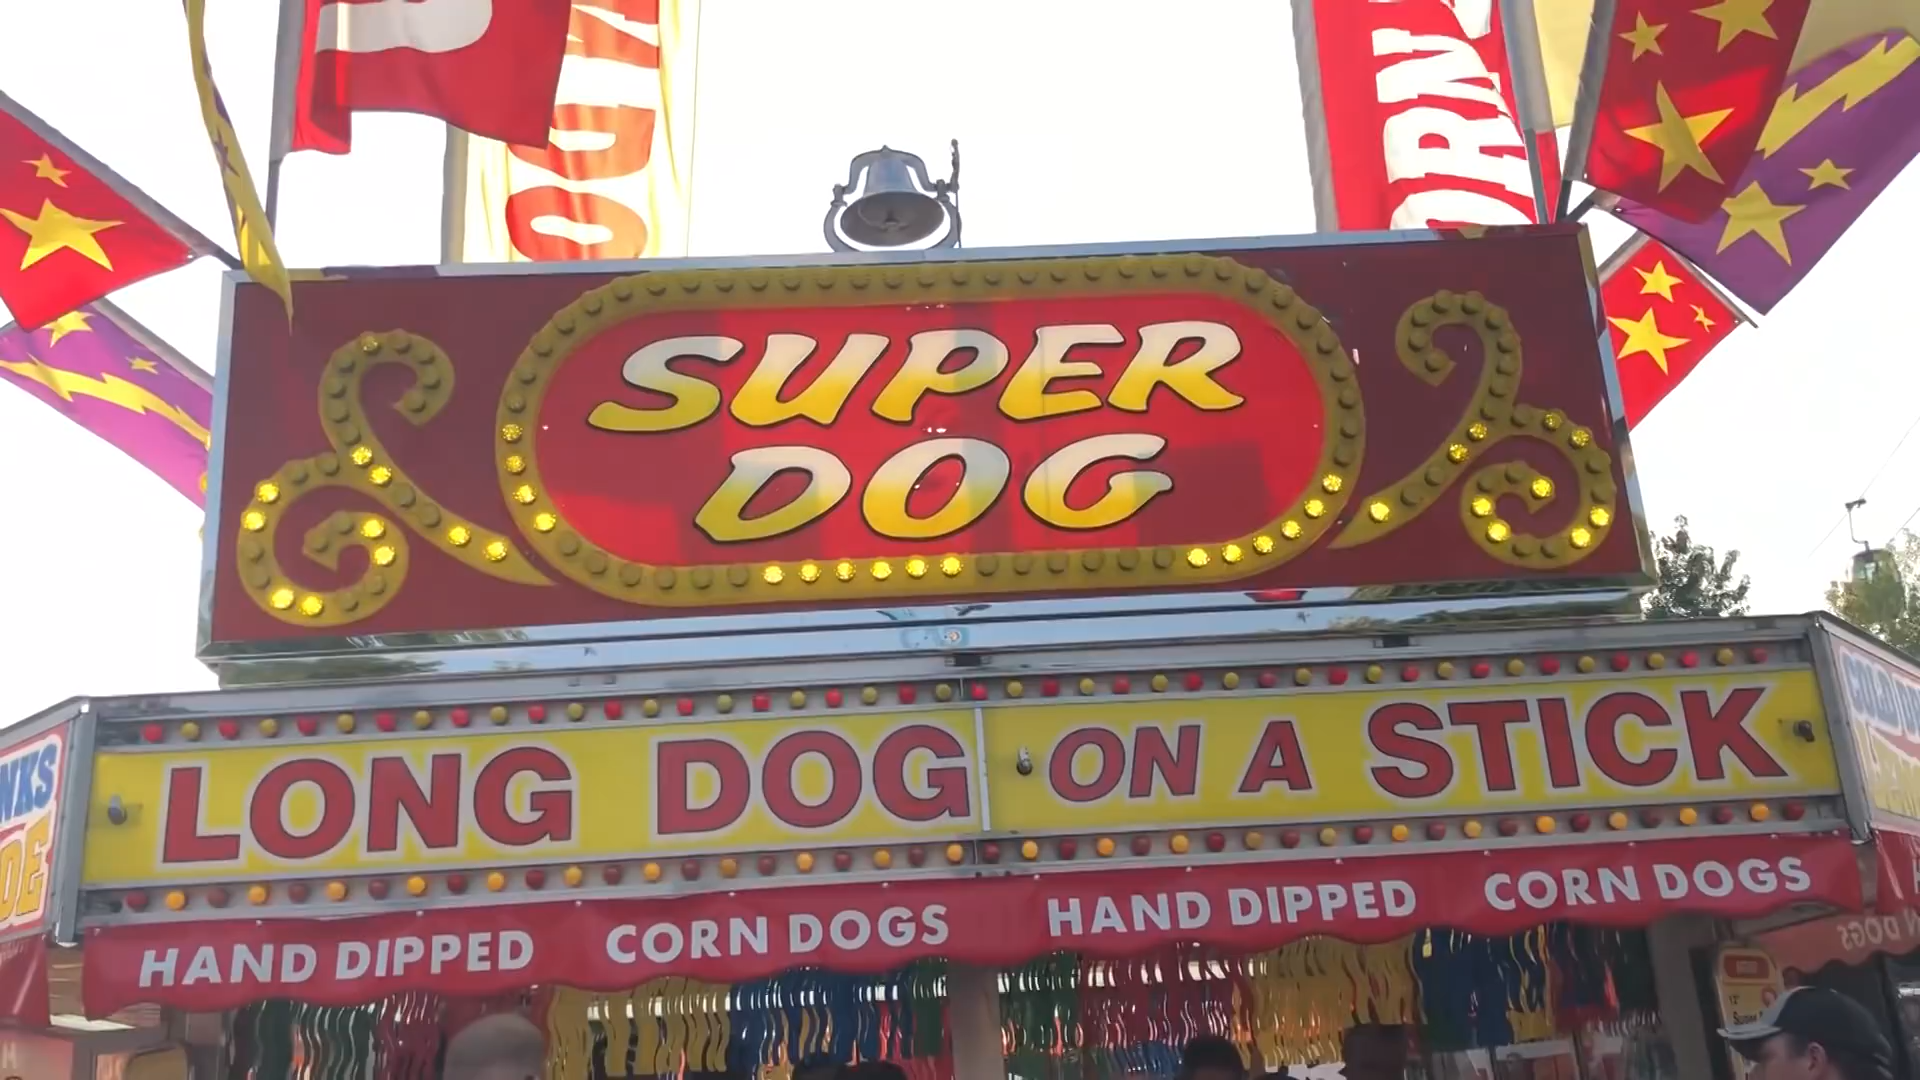 SUPER
DOG
LONG DOG ON A STICK
HAND DIPPED CORN DOGS HAND DIPPED CORN DOGS